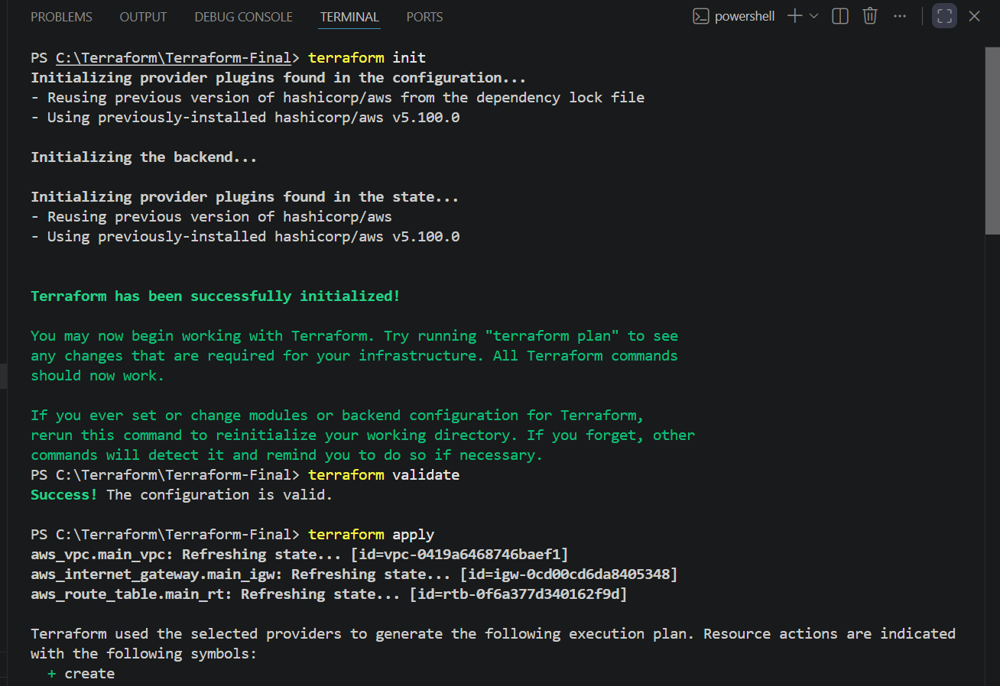 PROBLEMS OUTPUT DEBUG CONSOLE TERMINAL PORTS powershell
PS C:\Terraform\Terraform-Final> terraform init
Initializing provider plugins found in the configuration...
- Reusing previous version of hashicorp/aws from the dependency lock file
- Using previously-installed hashicorp/aws v5.100.0
Initializing the backend...
Initializing provider plugins found in the state...
- Reusing previous version of hashicorp/aws
- Using previously-installed hashicorp/aws v5.100.0
Terraform has been successfully initialized!
You may now begin working with Terraform. Try running "terraform plan" to see
any changes that are required for your infrastructure. All Terraform commands
should now work.
If you ever set or change modules or backend configuration for Terraform,
rerun this command to reinitialize your working directory. If you forget, other
commands will detect it and remind you to do so if necessary.
PS C:\Terraform\Terraform-Final> terraform validate
Success! The configuration is valid.
PS C:\Terraform\Terraform-Final> terraform apply
aws_vpc.main_vpc: Refreshing state... [id=vpc-0419a6468746baef1]
aws_internet_gateway.main_igw: Refreshing state... [id=igw-0cd00cd6da8405348]
aws_route_table.main_rt: Refreshing state... [id=rtb-0f6a377d340162f9d]
Terraform used the selected providers to generate the following execution plan. Resource actions are indicated
with the following symbols:
+ create